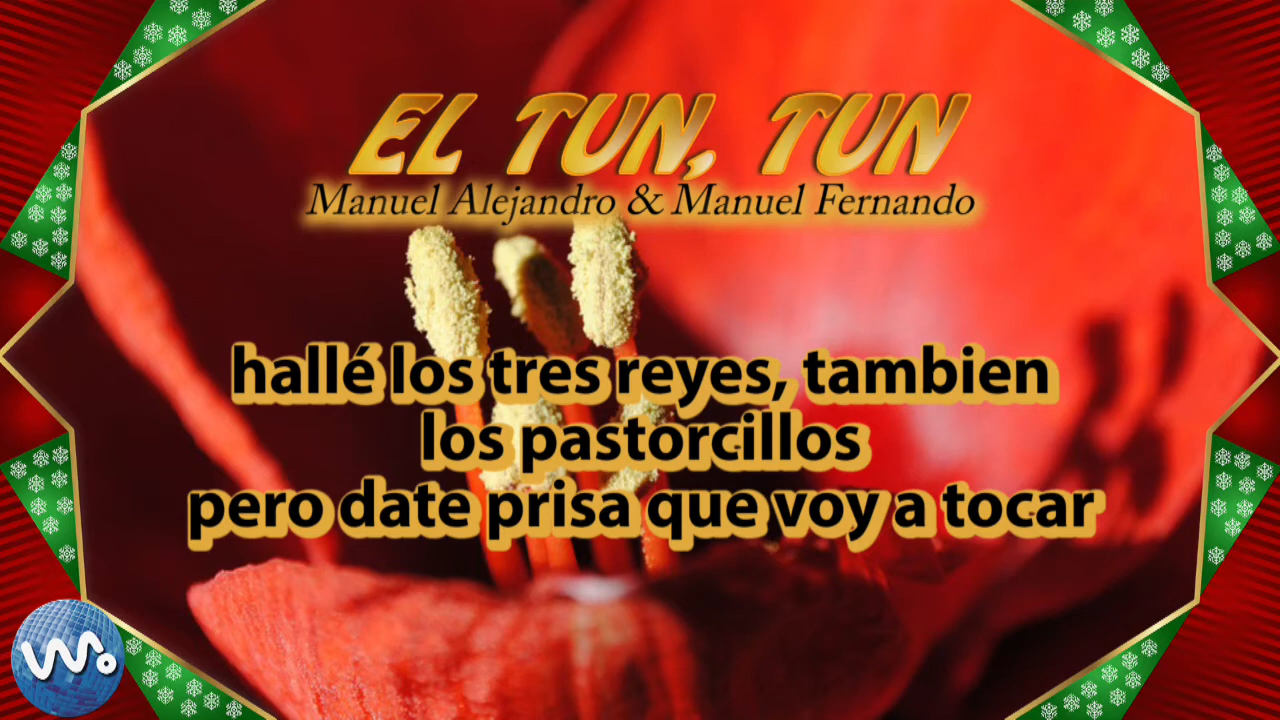 EL TUN, TUN
Manuel Alejandro & Manuel Fernando
hallé los tres reyes, tambien
los pastorcillos
pero date prisa que voy a tocar